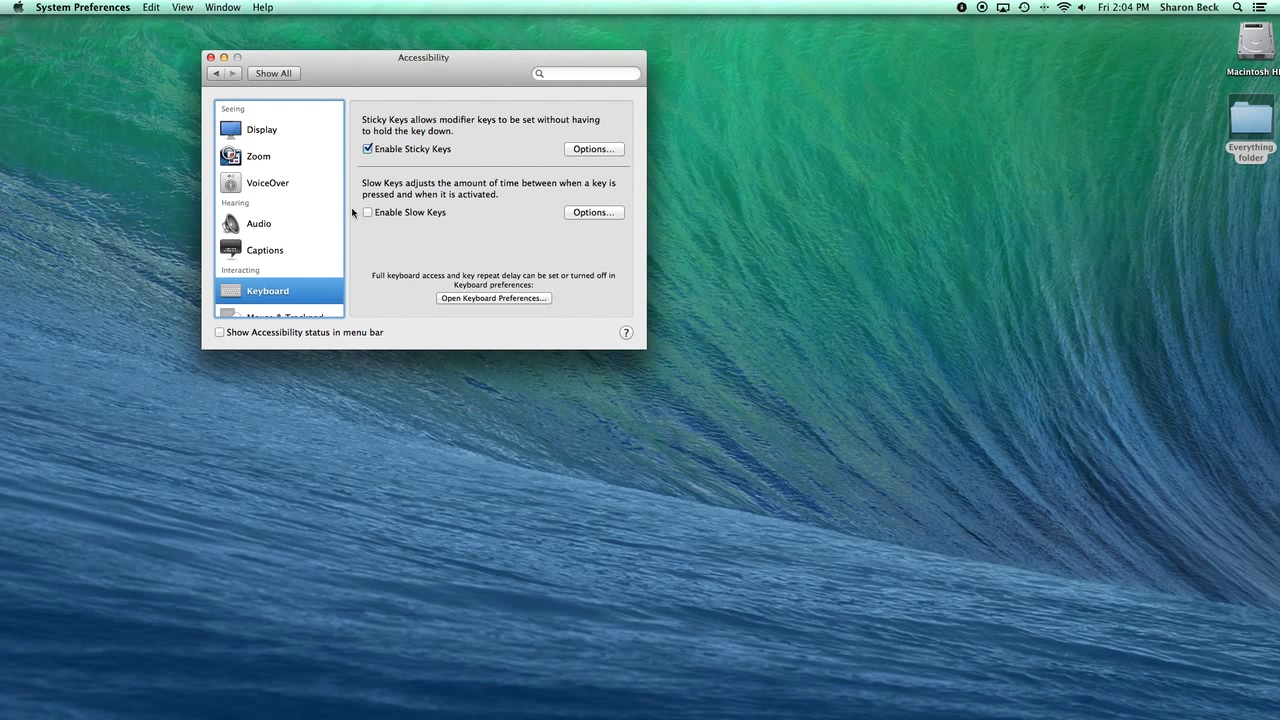 System Preferences Edit View Window Help Fri 2:04 PM Sharon Beck
Accessibility
Show All
Macintosh H
Everything
folder
Seeing
Display
Zoom
VoiceOver
Hearing
Audio
Captions
Interacting
Keyboard
Mouse & Trackpad
Sticky Keys allows modifier keys to be set without having
to hold the key down.
Enable Sticky Keys Options...
Slow Keys adjusts the amount of time between when a key is
pressed and when it is activated.
Enable Slow Keys Options...
Full keyboard access and key repeat delay can be set or turned off in
Keyboard preferences:
Open Keyboard Preferences...
Show Accessibility status in menu bar ?